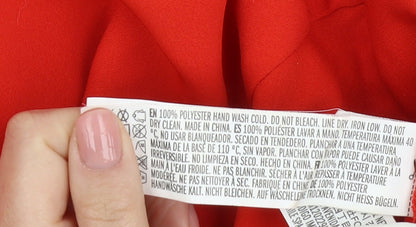 EN 100% POLYESTER HAND WASH COLD. DO NOT BLEACH. LINE DRY. IRON LOW. DO NOT
DRY CLEAN. MADE IN CHINA. ES 100% POLIÉSTER LAVAR A MANO. TEMPERATURA MÁXIMA 40
°C. NO USAR BLANQUEADOR. SECADO EN TENDEDERO. PLANCHAR A UNA TEMPERATURA
MÁXIMA DE LA BASE DE 110 °C. SIN VAPOR. PLANCHAR CON VAPOR PUEDE CAUSAR DAÑO
IRREVERSIBLE. NO LIMPIEZA EN SECO. HECHO EN CHINA. FR 100% POLYESTER LAVER À LA
MAIN À L'EAU FROIDE. NE PAS BLANCHIR. SÉCHER À L'AIR LIBRE. REPASSER À FER
MODÉRÉE. NE PAS NETTOYER À SEC. FABRIQUÉ EN CHINE. DE 100% POLYESTER
HANDWÄSCHE KALT. NICHT BLEICHEN. AUF WÄSCHELEINE TROCKNEN. NICHT HEISS BÜGELN.